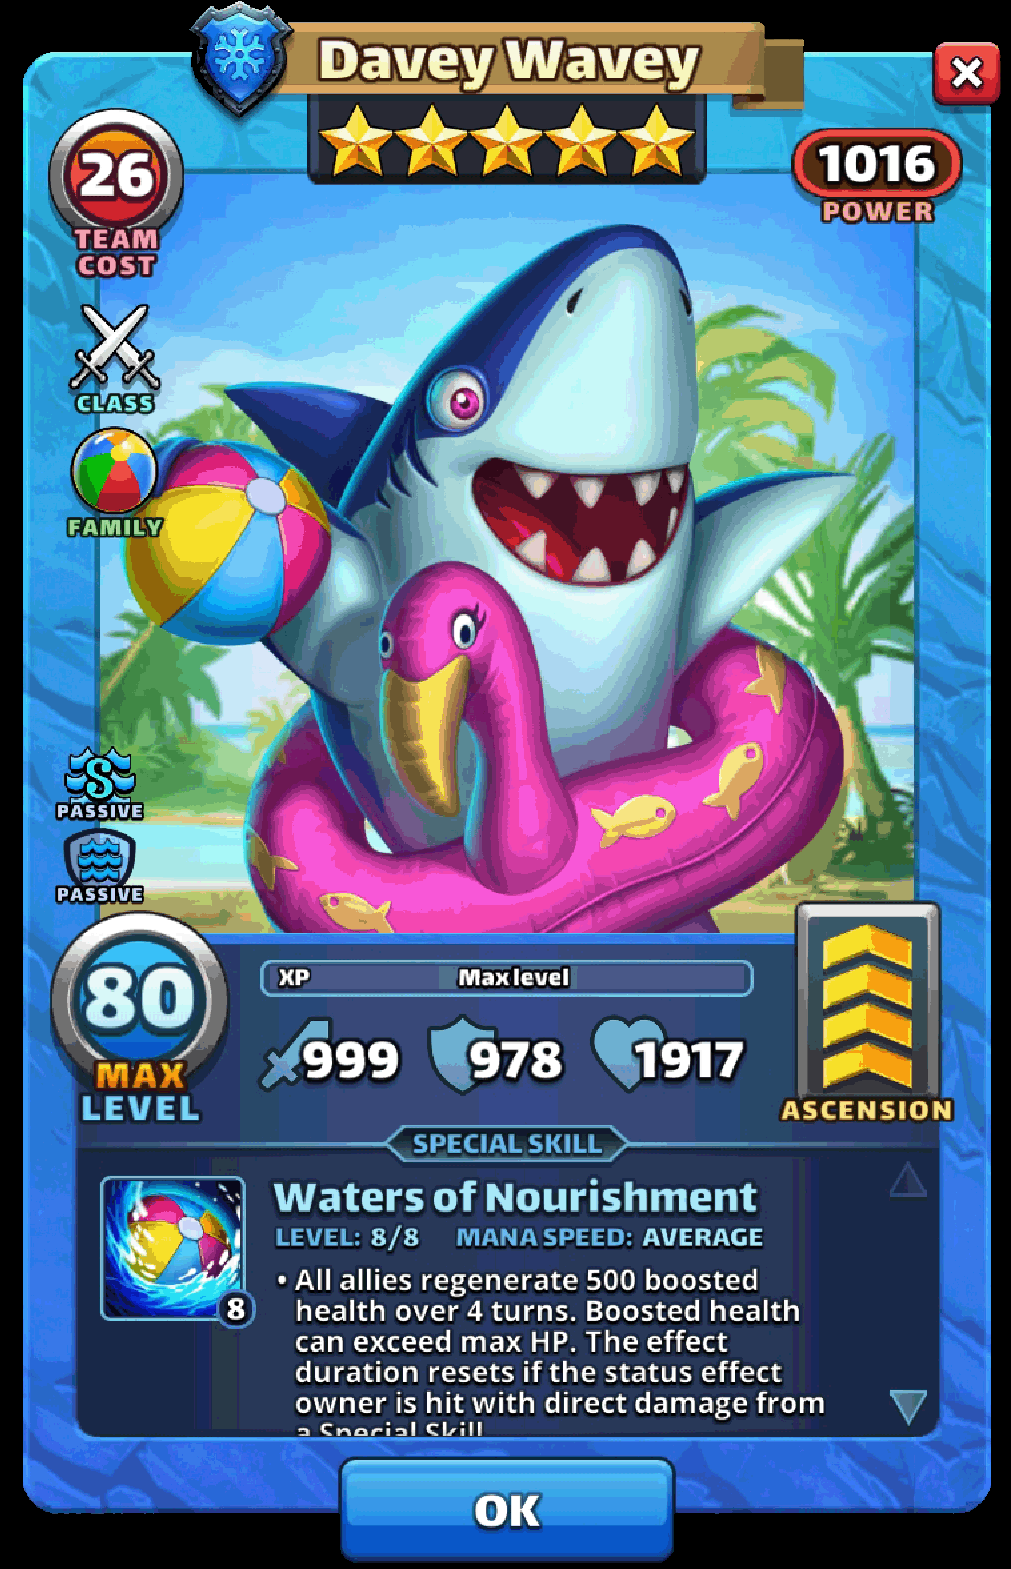 Davey Wavey
26
TEAM
COST
1016
POWER
CLASS
FAMILY
S
PASSIVE
PASSIVE
80
MAX
LEVEL
XP
Max level
999
978
1917
ASCENSION
SPECIAL SKILL
Waters of Nourishment
LEVEL: 8/8 MANA SPEED: AVERAGE
8
• All allies regenerate 500 boosted
health over 4 turns. Boosted health
can exceed max HP. The effect
duration resets if the status effect
owner is hit with direct damage from
a Special Skill
OK